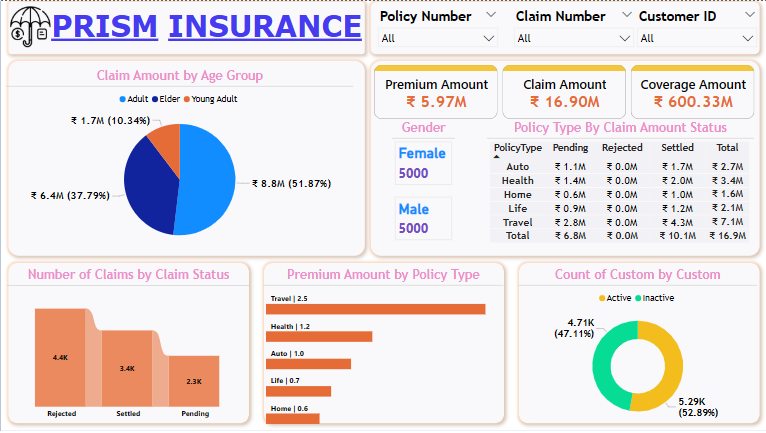 PRISM INSURANCE
Policy Number
All
Claim Number
All
Customer ID
All
Claim Amount by Age Group
Adult Elder Young Adult
₹ 1.7M (10.34%)
₹ 6.4M (37.79%)
₹ 8.8M (51.87%)
Premium Amount
₹ 5.97M
Claim Amount
₹ 16.90M
Coverage Amount
₹ 600.33M
Gender
Female
5000
Male
5000
Policy Type By Claim Amount Status
PolicyType Pending Rejected Settled Total
Auto ₹ 1.1M ₹ 0.0M ₹ 1.7M ₹ 2.7M
Health ₹ 1.4M ₹ 0.0M ₹ 2.0M ₹ 3.4M
Home ₹ 0.6M ₹ 0.0M ₹ 1.0M ₹ 1.6M
Life ₹ 0.9M ₹ 0.0M ₹ 1.2M ₹ 2.1M
Travel ₹ 2.8M ₹ 0.0M ₹ 4.3M ₹ 7.1M
Total ₹ 6.8M ₹ 0.0M ₹ 10.1M ₹ 16.9M
Number of Claims by Claim Status
4.4K
3.4K
2.3K
Rejected Settled Pending
Premium Amount by Policy Type
Travel | 2.5
Health | 1.2
Auto | 1.0
Life | 0.7
Home | 0.6
Count of Custom by Custom
Active Inactive
4.71K
(47.11%)
5.29K
(52.89%)